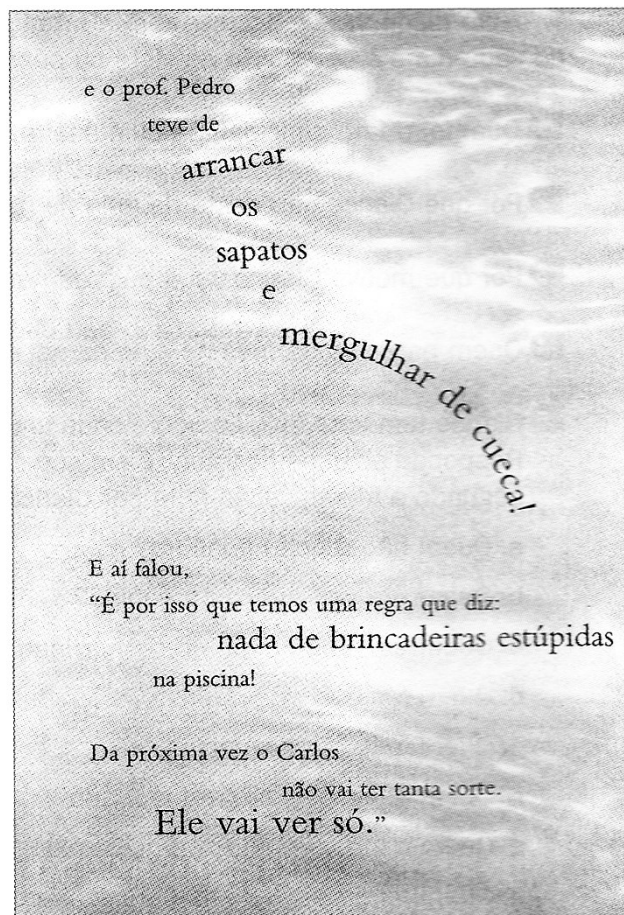 e o prof. Pedro
teve de
arrancar
os
sapatos
e
mergulhar de cueca!
E aí falou,
“É por isso que temos uma regra que diz:
nada de brincadeiras estúpidas
na piscina!
Da próxima vez o Carlos
não vai ter tanta sorte.
Ele vai ver só.”